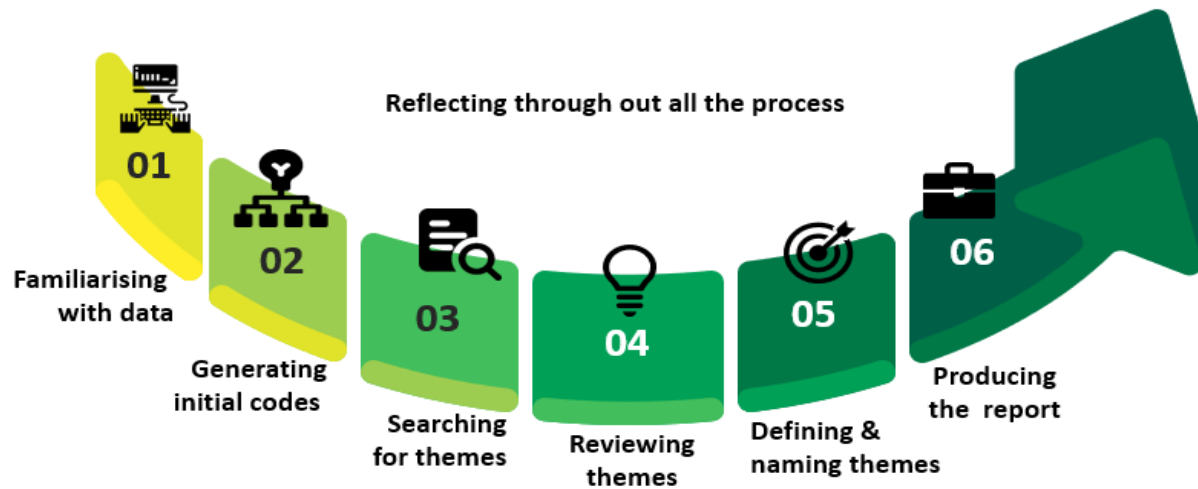 Reflecting through out all the process
01
Familiarising
with data
02
Generating
initial codes
03
Searching
for themes
04
Reviewing
themes
05
Defining &
naming themes
06
Producing
the report